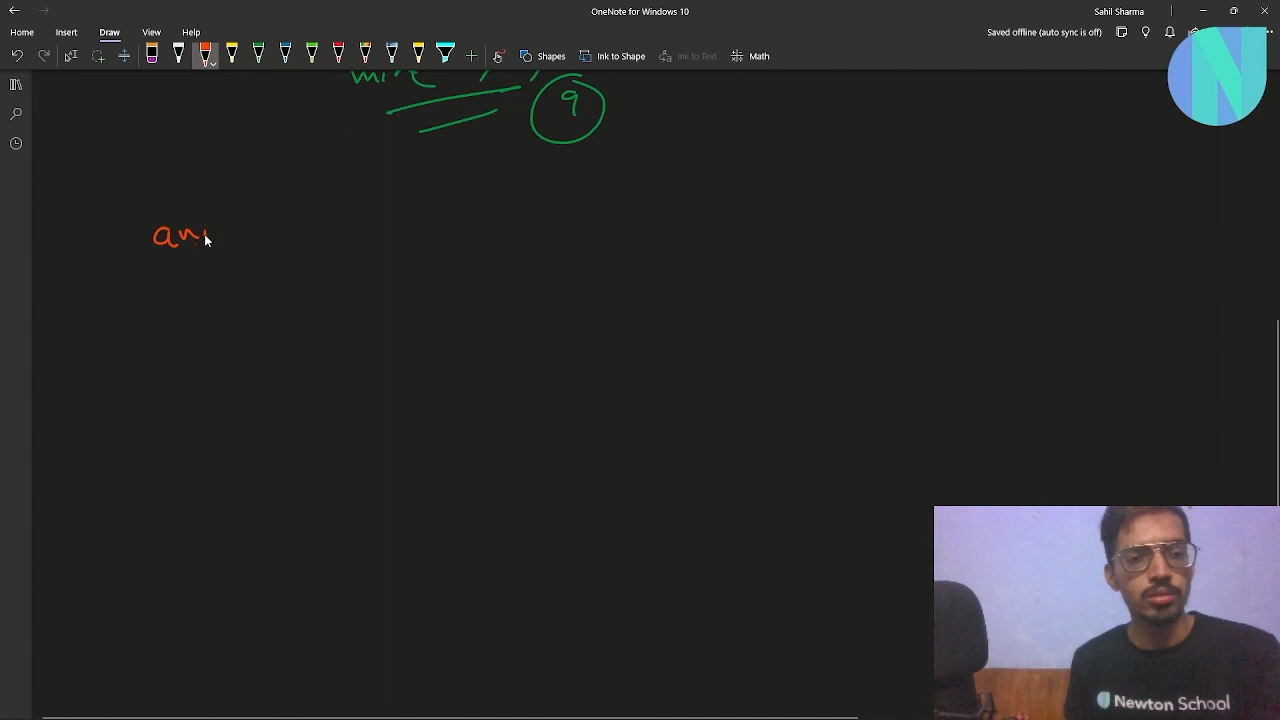 OneNote for Windows 10
Sahil Sharma
Home Insert Draw View Help
Saved offline (auto sync is off)
Shapes Ink to Shape Ink to Text Math
9
an
Newton School